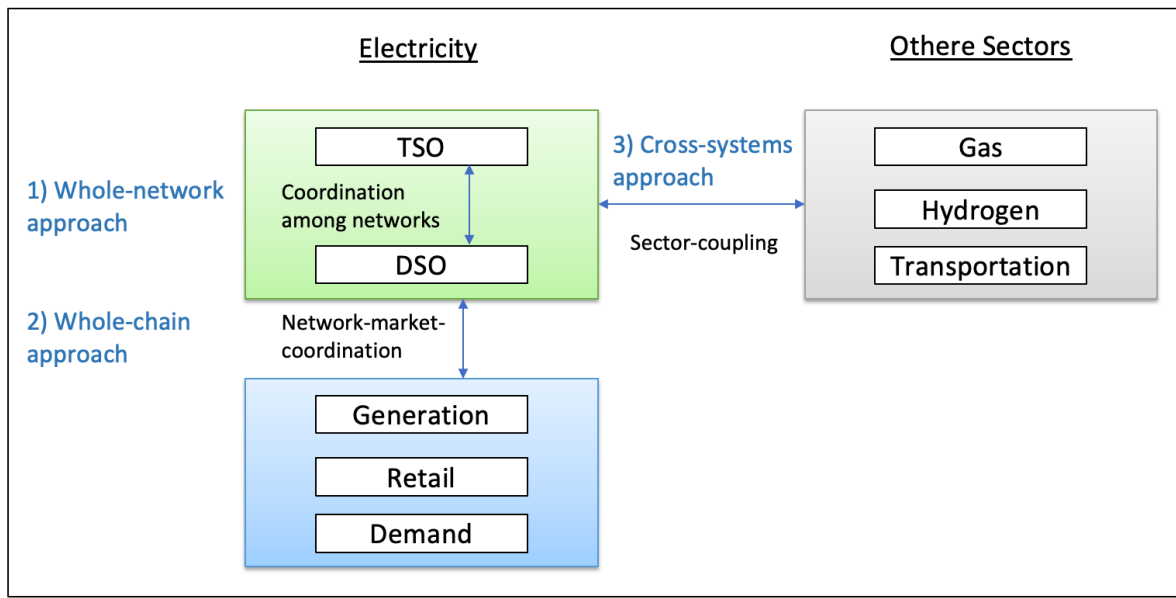 Electricity
Othere Sectors
TSO
Coordination
among networks
DSO
1) Whole-network
approach
3) Cross-systems
approach
Sector-coupling
Gas
Hydrogen
Transportation
2) Whole-chain
approach
Network-market-
coordination
Generation
Retail
Demand